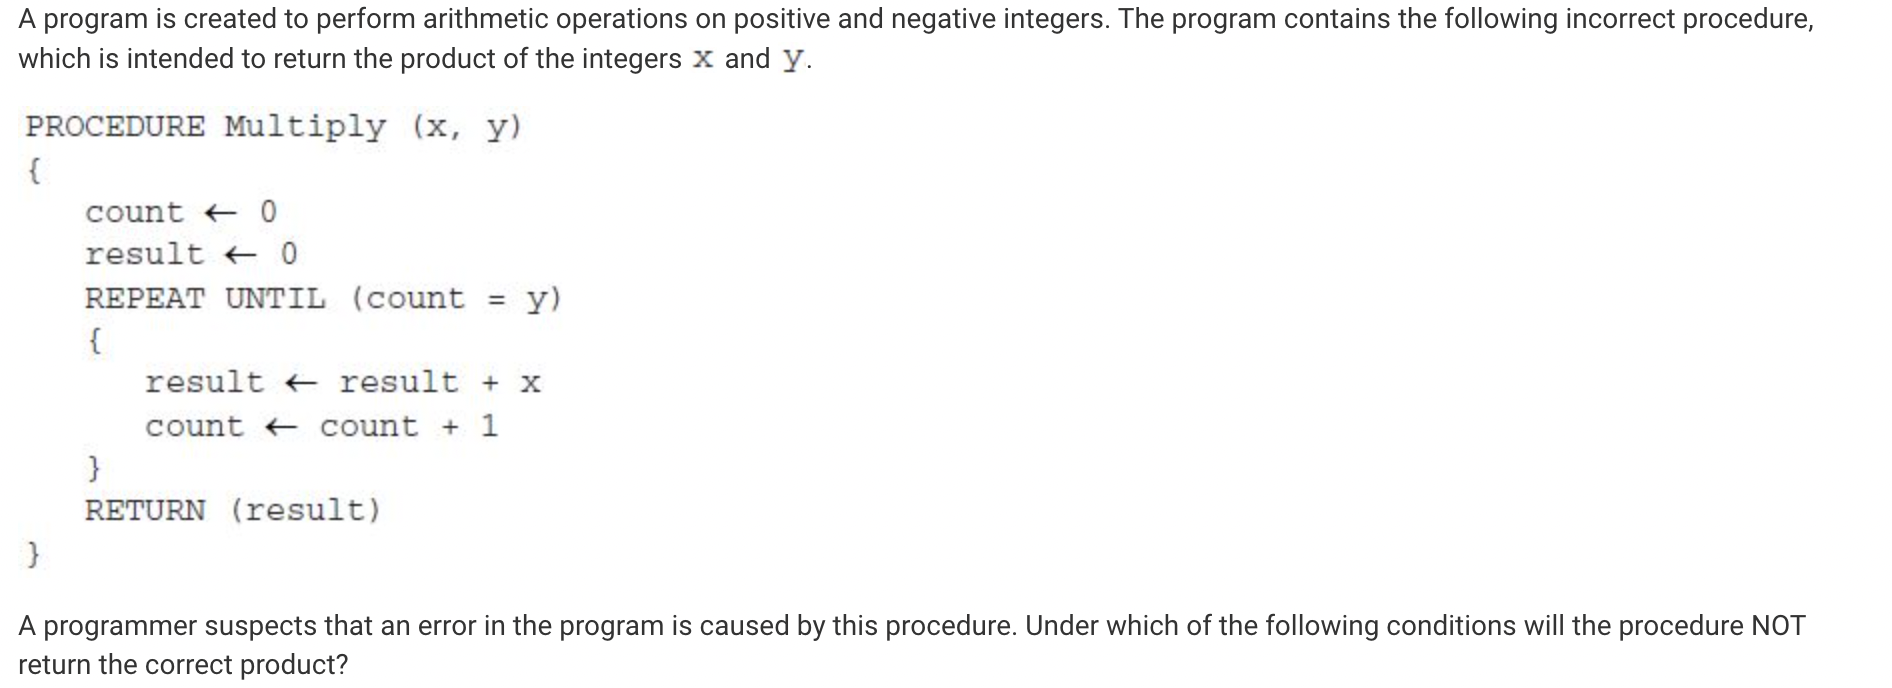 A program is created to perform arithmetic operations on positive and negative integers. The program contains the following incorrect procedure,
which is intended to return the product of the integers x and y.
PROCEDURE Multiply (x, y)
{
count ← 0
result ← 0
REPEAT UNTIL (count = y)
{
result ← result + x
count ← count + 1
}
RETURN (result)
}
A programmer suspects that an error in the program is caused by this procedure. Under which of the following conditions will the procedure NOT
return the correct product?